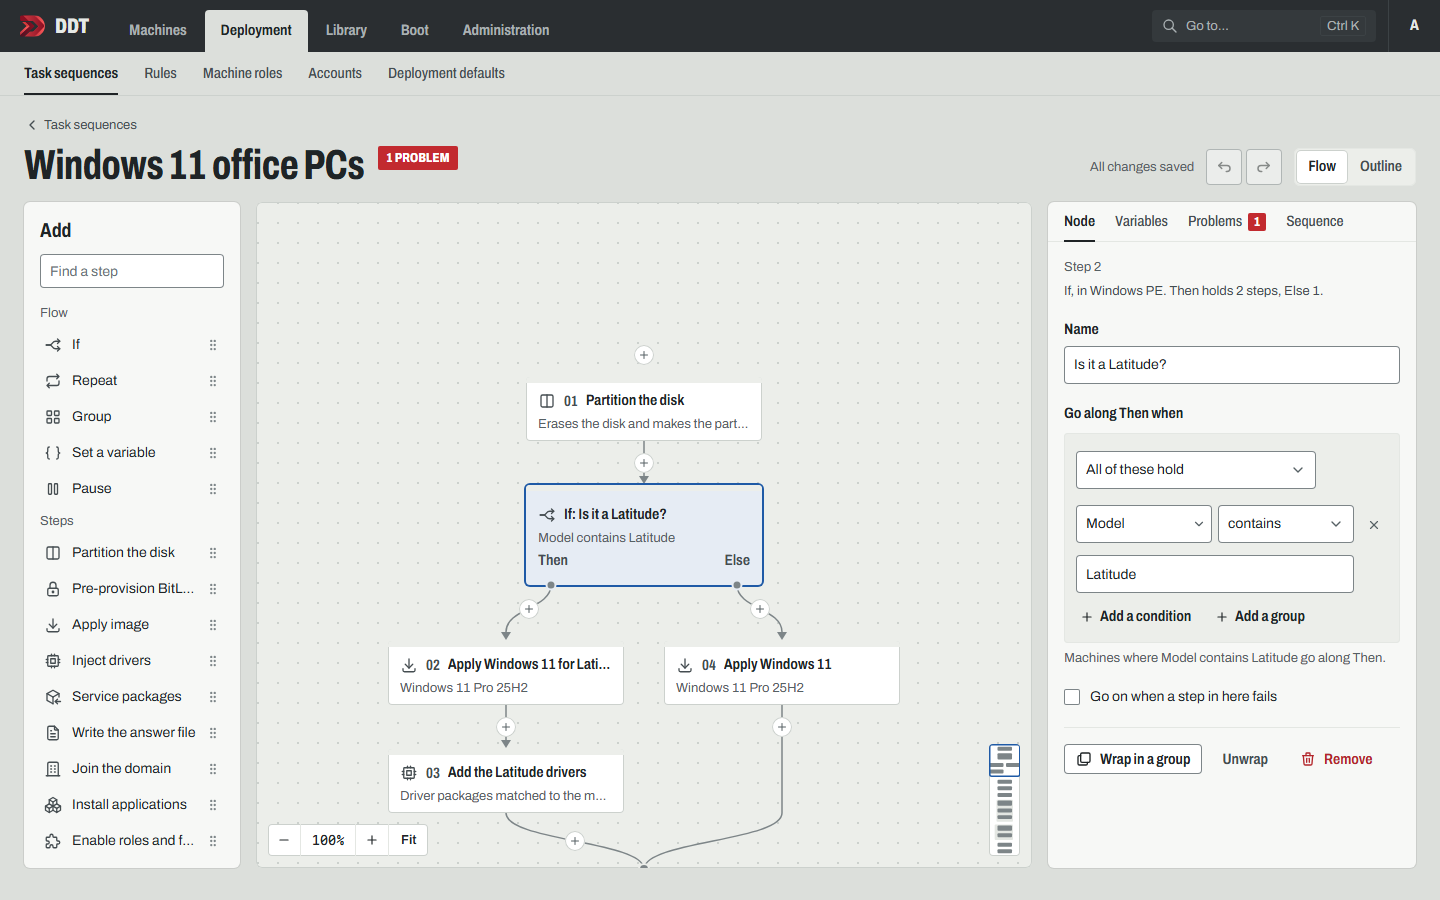 DDT
Machines
Deployment
Library
Boot
Administration
Go to...
Ctrl K
A
Task sequences
Rules
Machine roles
Accounts
Deployment defaults
Task sequences
Windows 11 office PCs
1 PROBLEM
All changes saved
Flow
Outline
Add
Find a step
Flow
If
Repeat
Group
Set a variable
Pause
Steps
Partition the disk
Pre-provision BitL...
Apply image
Inject drivers
Service packages
Write the answer file
Join the domain
Install applications
Enable roles and f...
01 Partition the disk
Erases the disk and makes the part...
If: Is it a Latitude?
Model contains Latitude
Then
Else
02 Apply Windows 11 for Lati...
Windows 11 Pro 25H2
04 Apply Windows 11
Windows 11 Pro 25H2
03 Add the Latitude drivers
Driver packages matched to the m...
100%
Fit
Node
Variables
Problems 1
Sequence
Step 2
If, in Windows PE. Then holds 2 steps, Else 1.
Name
Is it a Latitude?
Go along Then when
All of these hold
Model
contains
Latitude
Add a condition
Add a group
Machines where Model contains Latitude go along Then.
Go on when a step in here fails
Wrap in a group
Unwrap
Remove